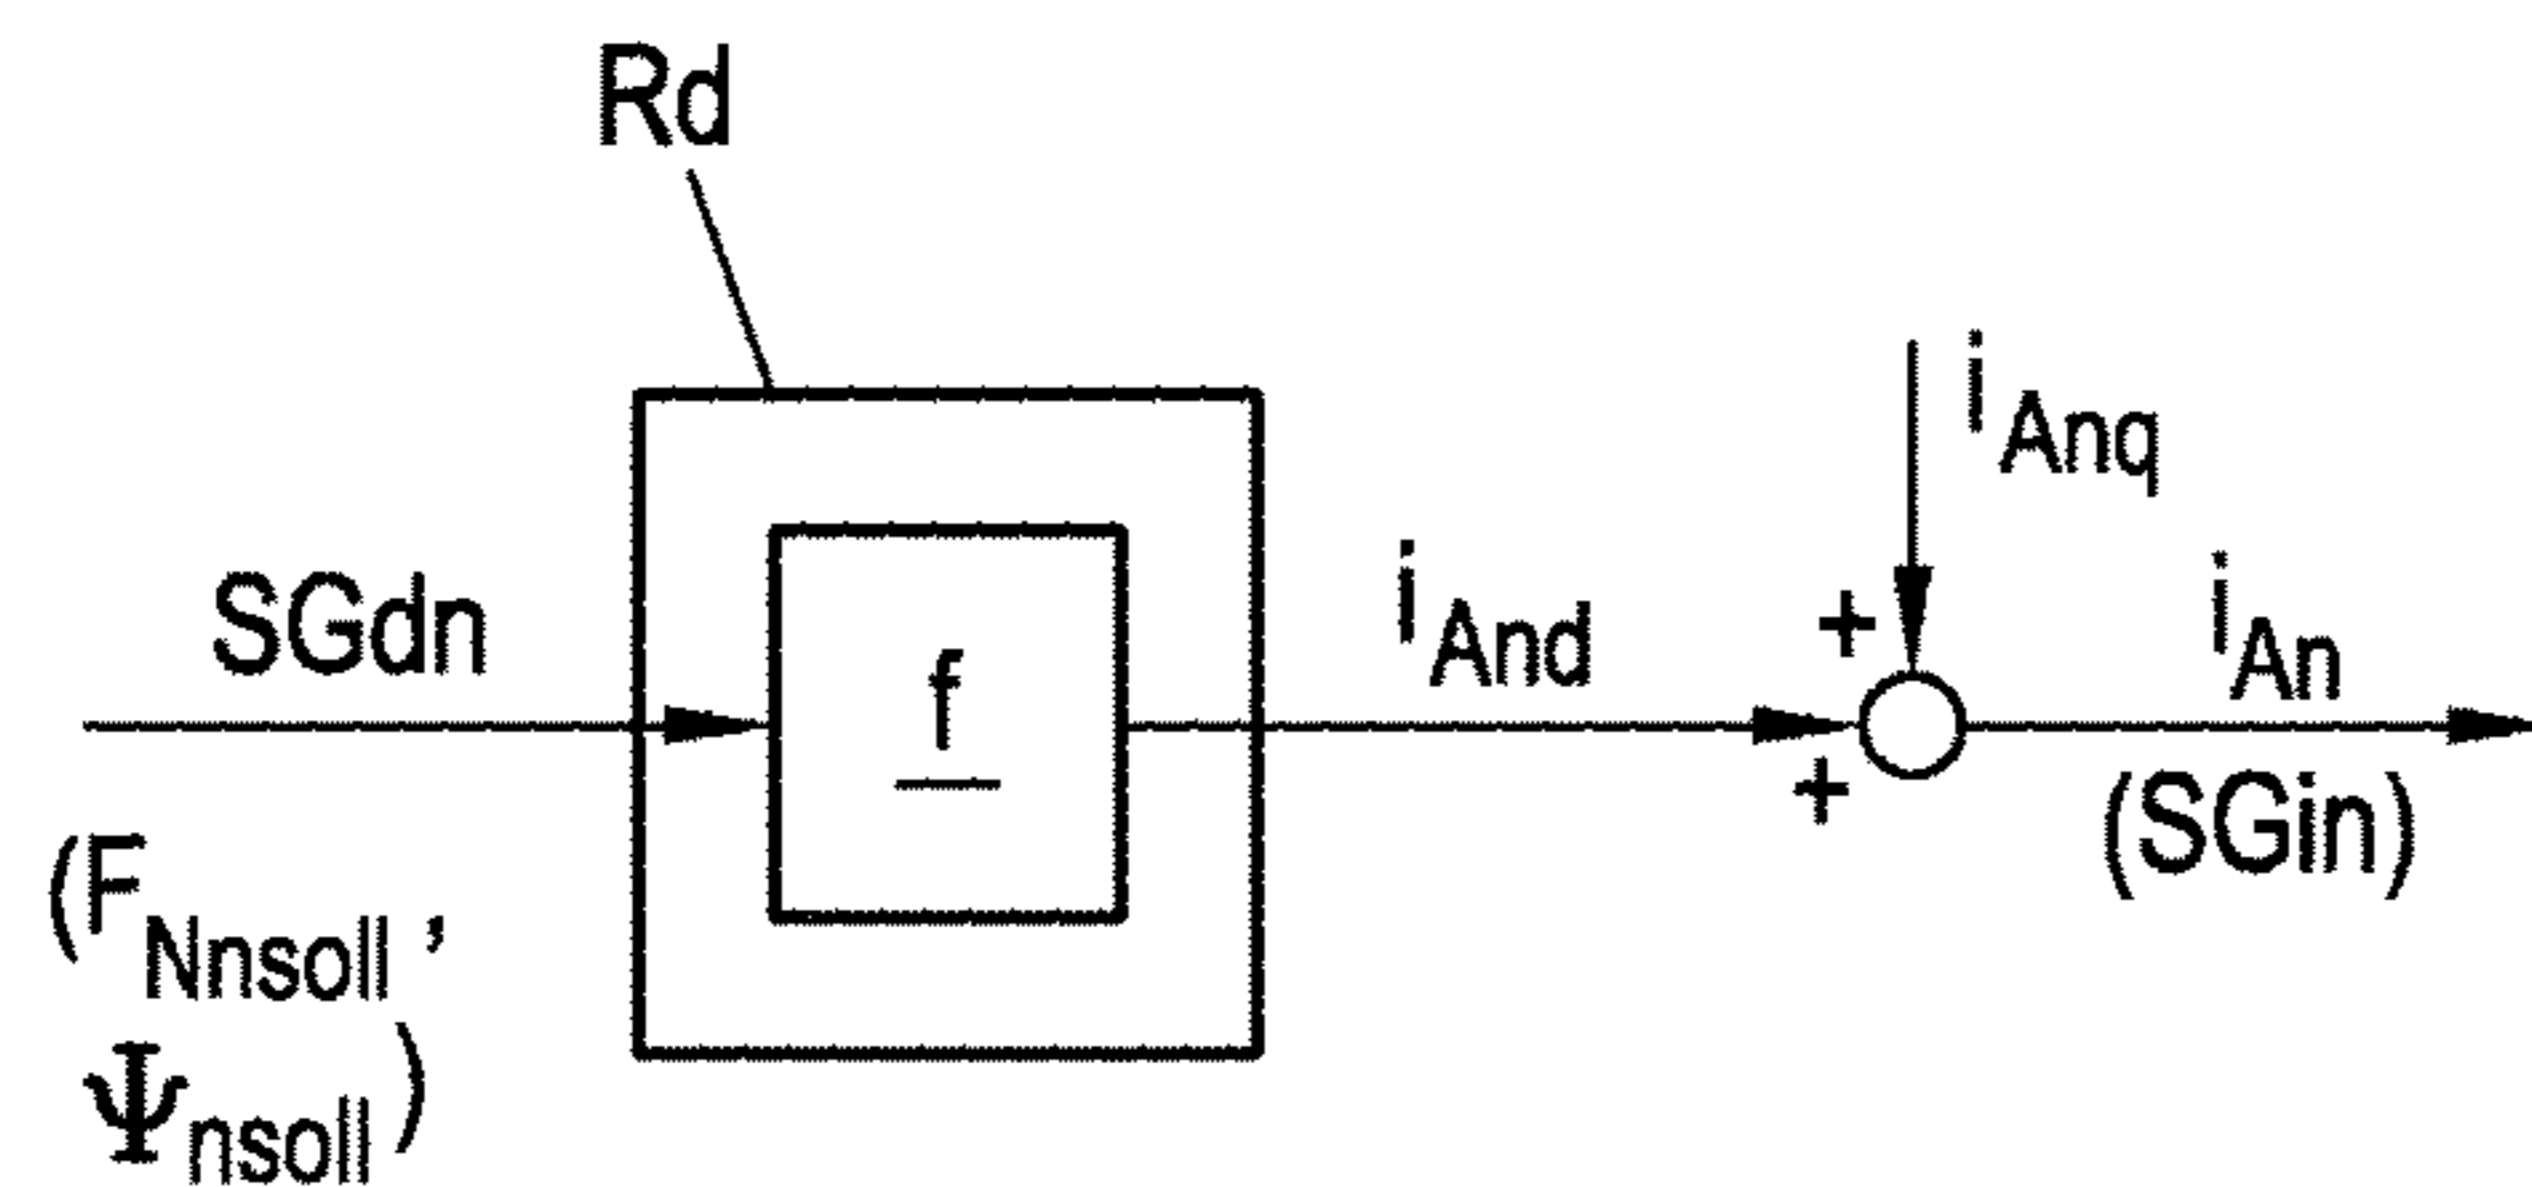 Rd
i Anq
SGdn
f
i And
+
i An
+
(SGin)
(F Nnsoll ,
Ψ nsoll )